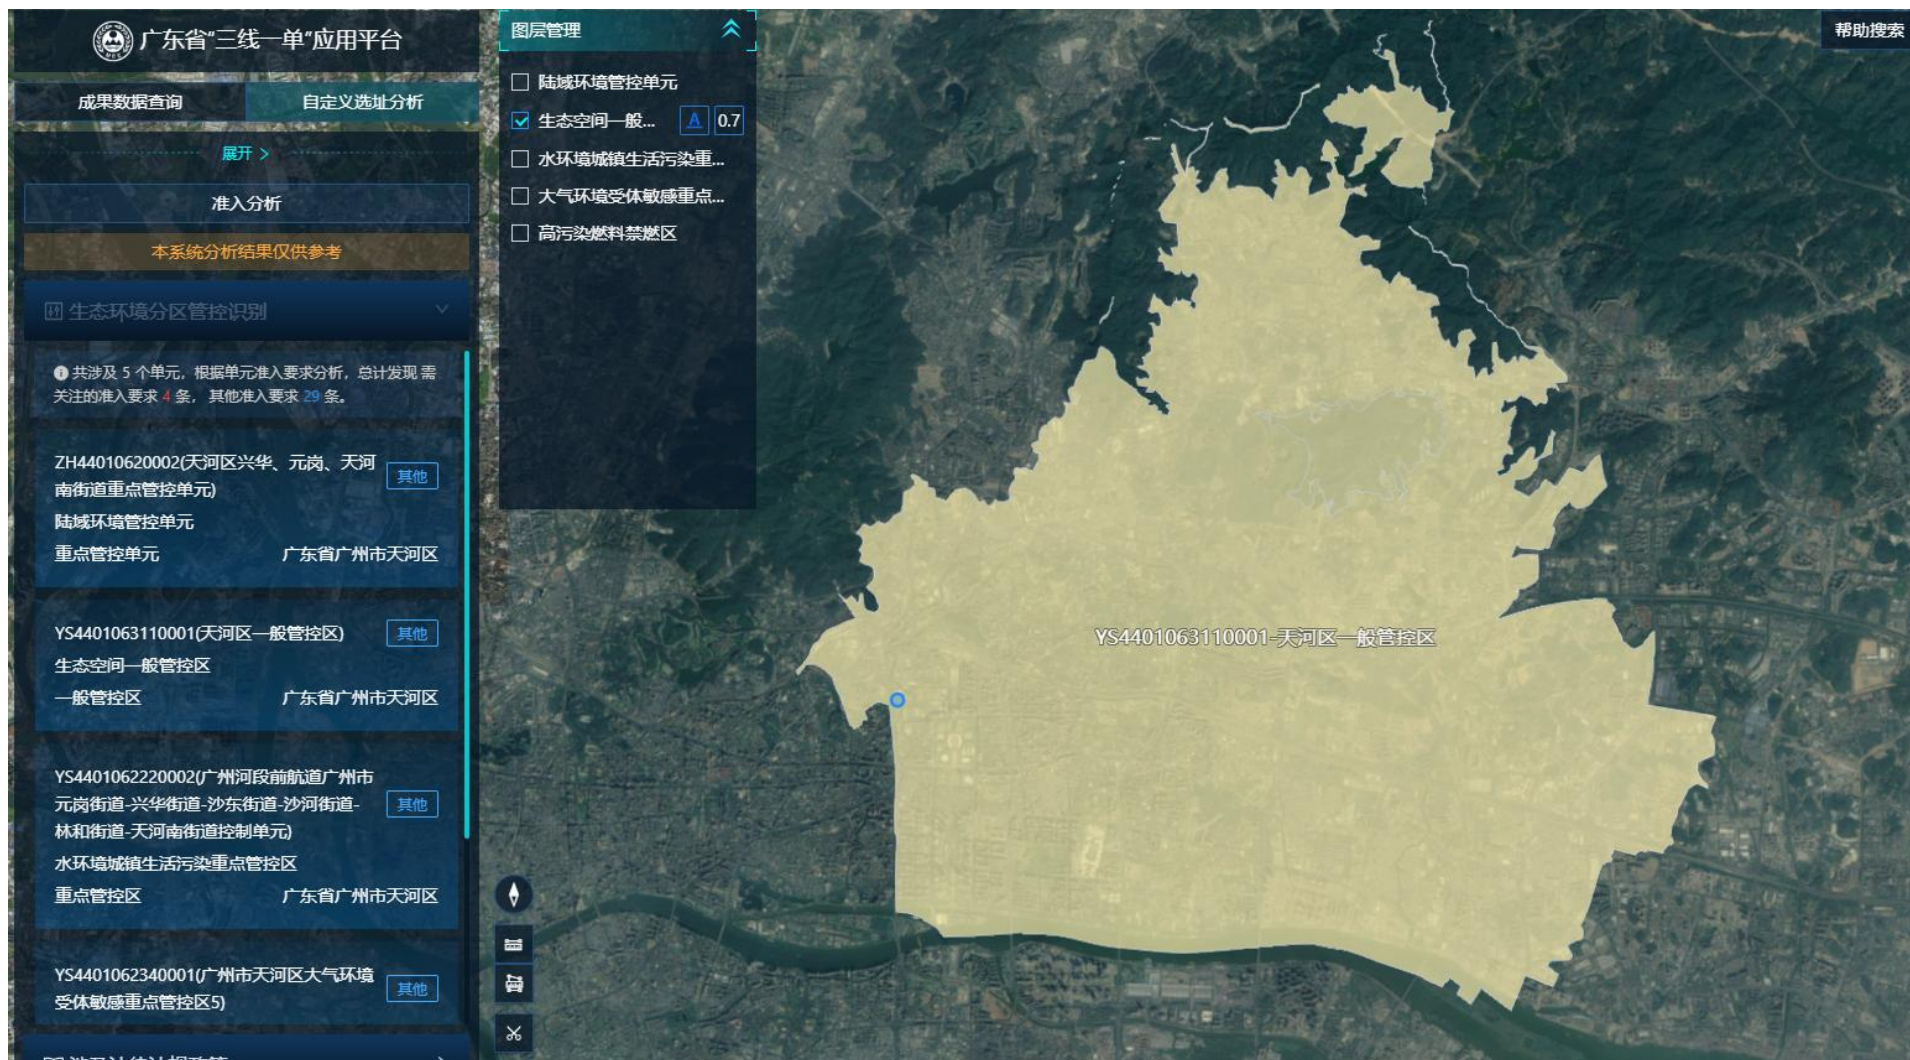 广东省“三线一单”应用平台
成果数据查询
自定义选址分析
展开 >
准入分析
本系统分析结果仅供参考
生态环境分区管控识别
共涉及 5 个单元，根据单元准入要求分析，总计发现 需
关注的准入要求 4 条， 其他准入要求 29 条。
ZH44010620002(天河区兴华、元岗、天河
南街道重点管控单元)
其他
陆域环境管控单元
重点管控单元
广东省广州市天河区
YS4401063110001(天河区一般管控区)
其他
生态空间一般管控区
一般管控区
广东省广州市天河区
YS4401062220002(广州河段前航道广州市
元岗街道-兴华街道-沙东街道-沙河街道-
林和街道-天河南街道控制单元)
其他
水环境城镇生活污染重点管控区
重点管控区
广东省广州市天河区
YS4401062340001(广州市天河区大气环境
受体敏感重点管控区5)
其他
图层管理
陆域环境管控单元
生态空间一般...
A
0.7
水环境城镇生活污染重...
大气环境受体敏感重点...
高污染燃料禁燃区
YS4401063110001-天河区一般管控区
帮助搜索